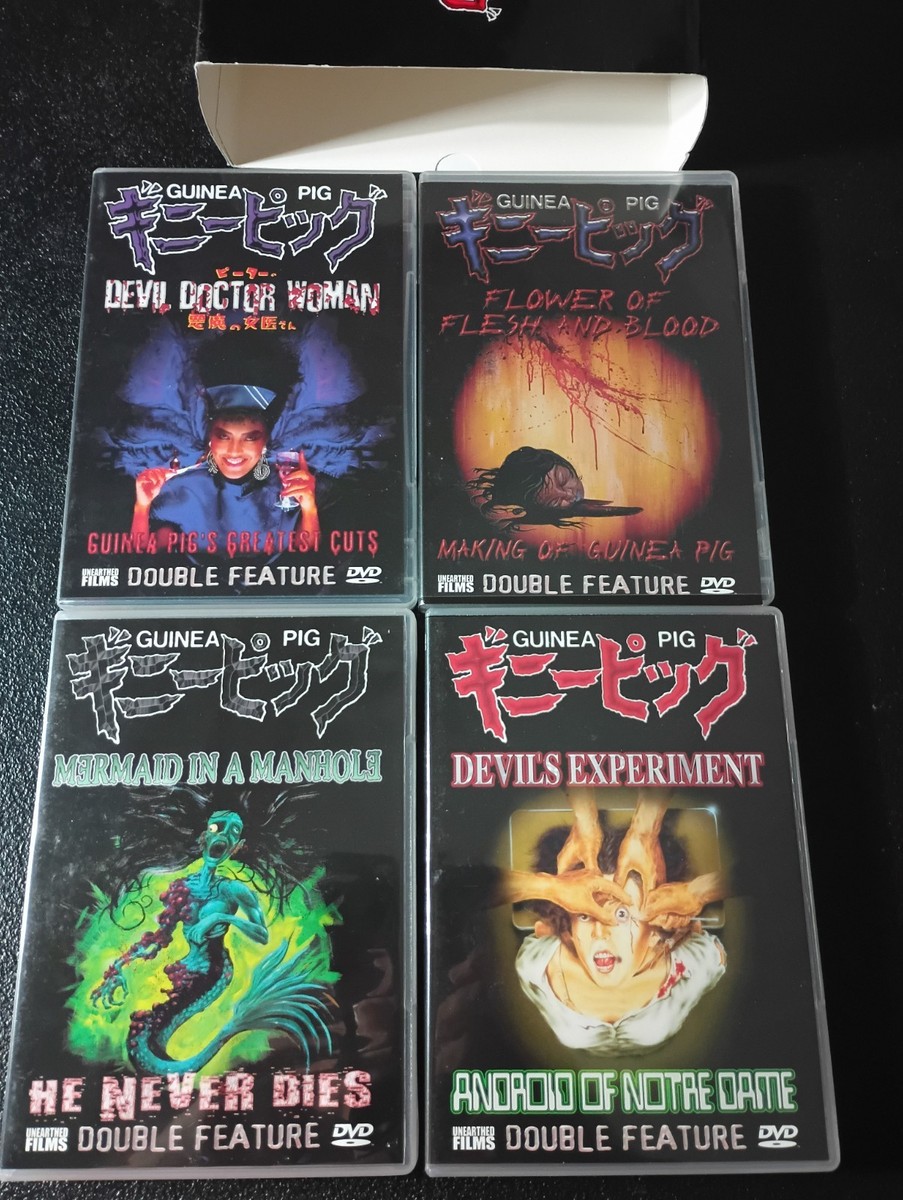 GUINEA PIG
ギニーピッグ
ピーター・
DEVIL DOCTOR WOMAN
悪魔の女医さん
GUINEA PIG'S GREATEST CUTS
UNEARTHED FILMS DOUBLE FEATURE DVD
GUINEA PIG
ギニーピッグ
FLOWER OF
FLESH AND BLOOD
MAKING OF GUINEA PIG
UNEARTHED FILMS DOUBLE FEATURE DVD
GUINEA PIG
ギニーピッグ
MERMAID IN A MANHOLE
HE NEVER DIES
UNEARTHED FILMS DOUBLE FEATURE DVD
GUINEA PIG
ギニーピッグ
DEVILS EXPERIMENT
ANDROID OF NOTRE DAME
UNEARTHED FILMS DOUBLE FEATURE DVD